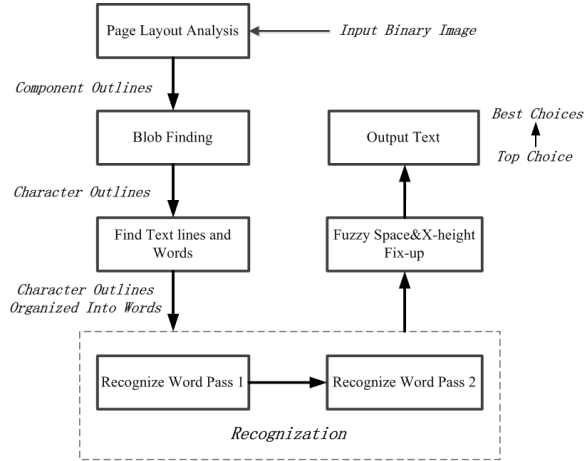 Page Layout Analysis
Input Binary Image
Component Outlines
Blob Finding
Output Text
Best Choices
Top Choice
Character Outlines
Find Text lines and
Words
Fuzzy Space&X-height
Fix-up
Character Outlines
Organized Into Words
Recognize Word Pass 1
Recognize Word Pass 2
Recognization